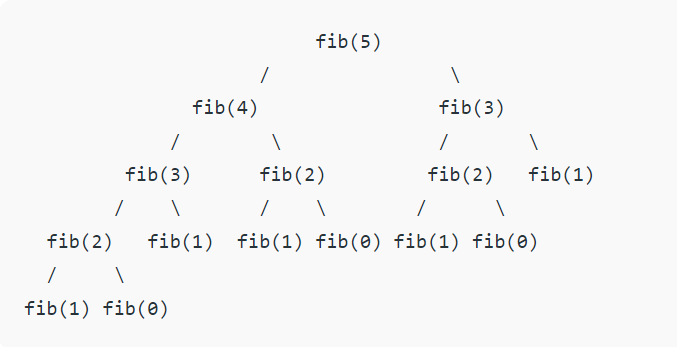 fib(5)
/ \
fib(4) fib(3)
/ \ / \
fib(3) fib(2) fib(2) fib(1)
/ \ / \ / \
fib(2) fib(1) fib(1) fib(0) fib(1) fib(0)
/ \
fib(1) fib(0)